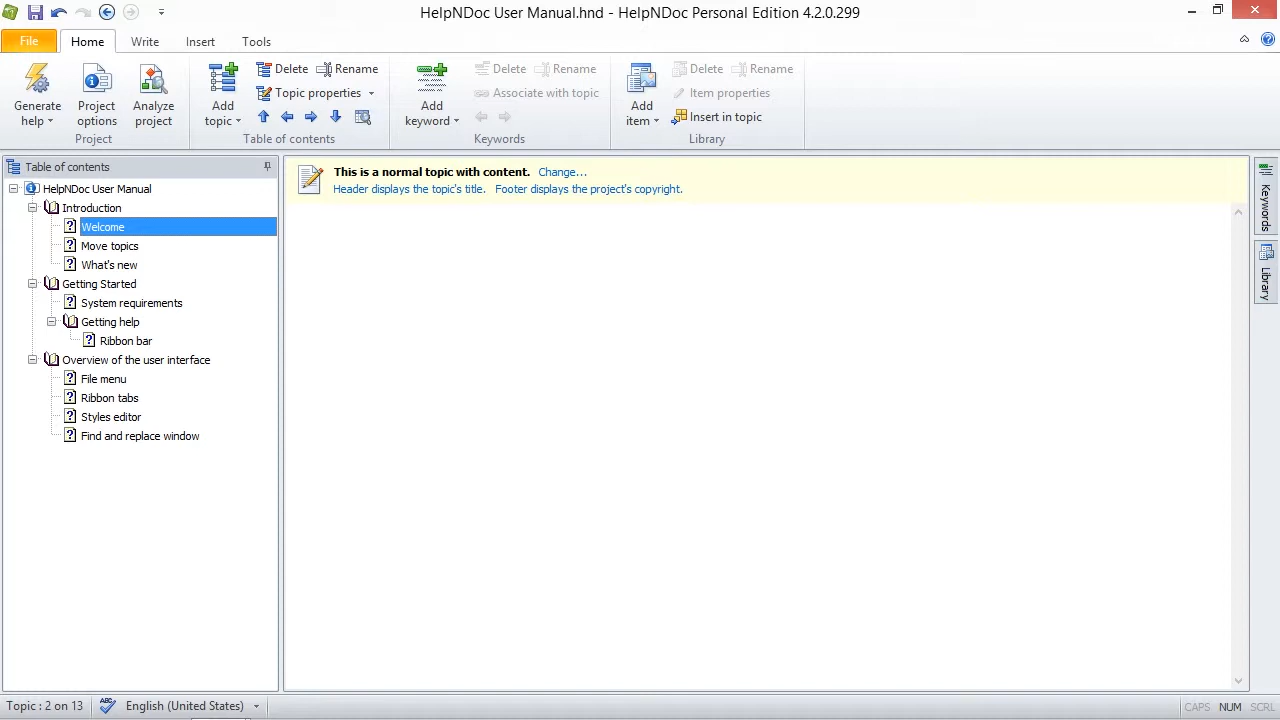 HelpNDoc User Manual.hnd - HelpNDoc Personal Edition 4.2.0.299
File Home Write Insert Tools
Generate help
Project options
Analyze project
Project
Add topic
Delete Rename
Topic properties
Table of contents
Add keyword
Delete Rename
Associate with topic
Keywords
Add item
Delete Rename
Item properties
Insert in topic
Library
Table of contents
HelpNDoc User Manual
Introduction
Welcome
Move topics
What's new
Getting Started
System requirements
Getting help
Ribbon bar
Overview of the user interface
File menu
Ribbon tabs
Styles editor
Find and replace window
This is a normal topic with content. Change...
Header displays the topic's title. Footer displays the project's copyright.
Keywords
Library
Topic : 2 on 13
ABC
English (United States)
CAPS NUM SCRL